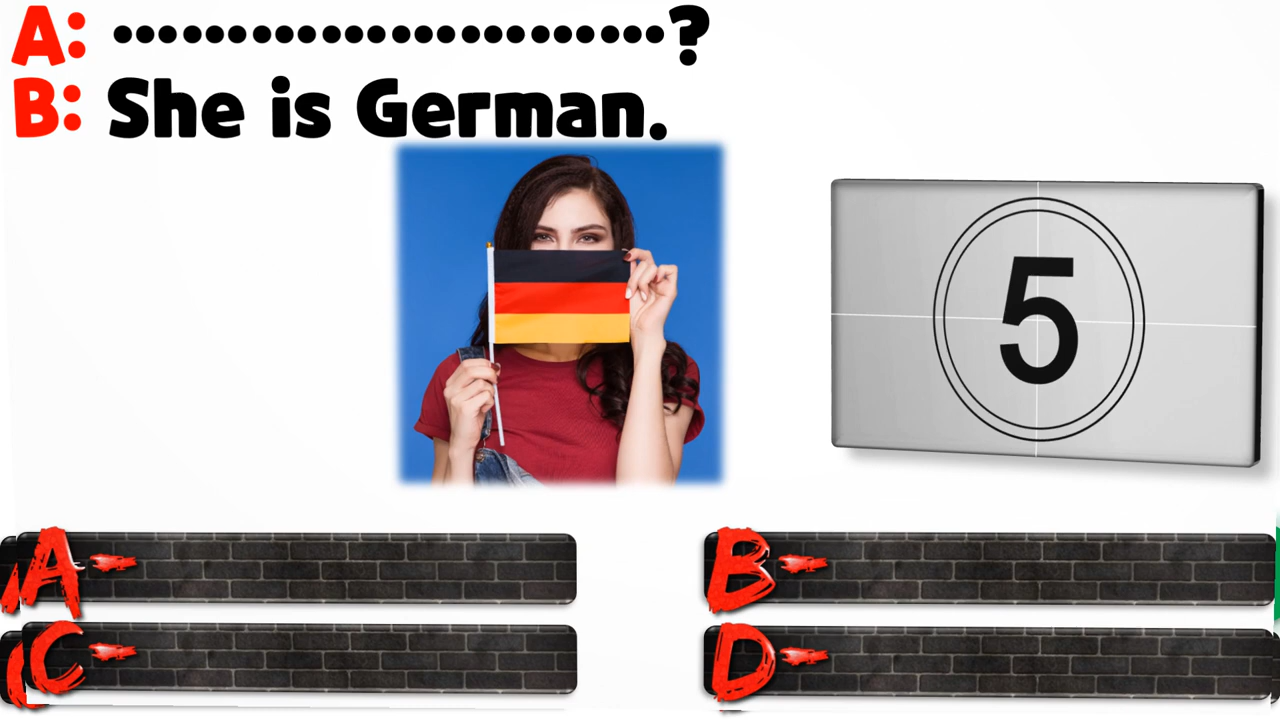 A: ........................?
B: She is German.
5
A-
B-
C-
D-